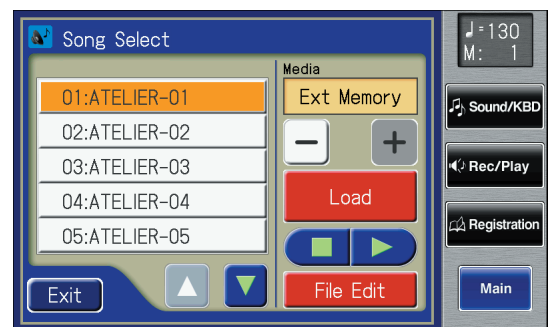 Song Select
01:ATELIER-01
02:ATELIER-02
03:ATELIER-03
04:ATELIER-04
05:ATELIER-05
Exit
Media
Ext Memory
− +
Load
File Edit
♩=130
M: 1
Sound/KBD
Rec/Play
Registration
Main